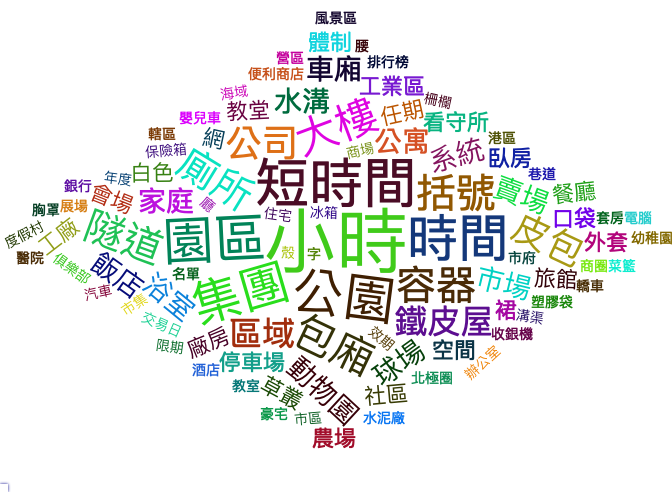 風景區
體制
腰
營區
車廂
排行榜
便利商店
工業區
海域
水溝
柵欄
教堂
大樓
任期
嬰兒車
看守所
轄區
網
公司
公寓
港區
保險箱
商場
系統
臥房
白色
廁所
短時間
巷道
年度
括號
賣場
餐廳
銀行
會場
家庭
廳
住宅
冰箱
口袋
套房
電腦
胸罩
展場
隧道
園區
小時
時間
皮包
外套
幼稚園
度假村
工廠
醫院
俱樂部
飯店
名單
殼
字
市府
商圈
菜籃
汽車
浴室
集團
公園
容器
市場
旅館
轎車
市集
塑膠袋
交易日
裙
溝渠
鐵皮屋
收銀機
限期
廠房
區域
包廂
效期
球場
空間
辦公室
酒店
停車場
動物園
北極圈
教室
草叢
社區
豪宅
市區
水泥廠
農場